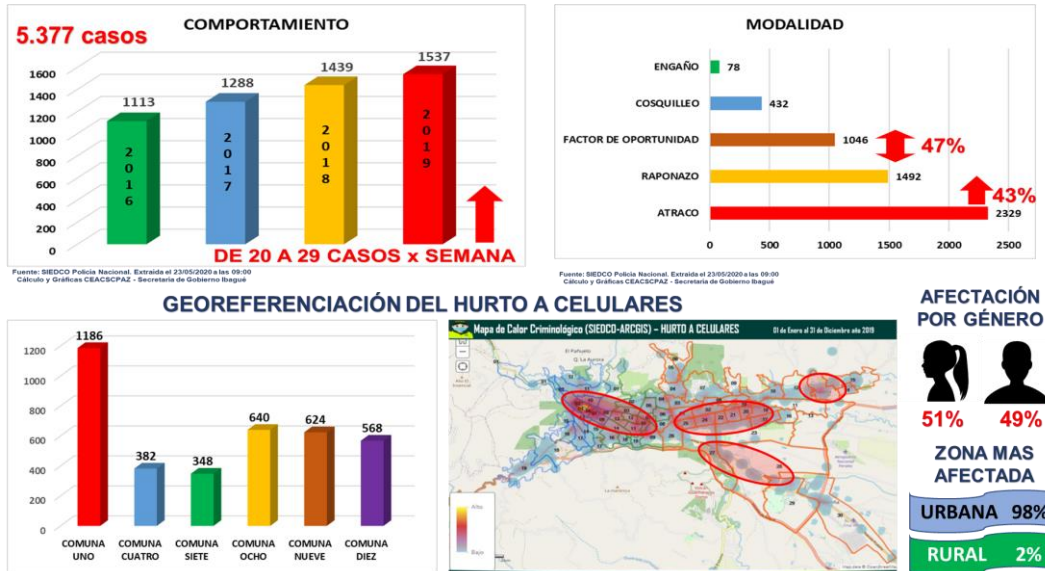 COMPORTAMIENTO
5.377 casos
1600
1400
1200
1000
800
600
400
200
0
1113
1288
1439
1537
2016
2017
2018
2019
DE 20 A 29 CASOS x SEMANA
Fuente: SIEDCO Policía Nacional. Extraída el 23/05/2020 a las 09:00
Cálculo y Gráficas CEACSCPAZ - Secretaria de Gobierno Ibagué
MODALIDAD
ENGAÑO 78
COSQUILLEO 432
FACTOR DE OPORTUNIDAD 1046 47%
RAPONAZO 1492
ATRACO 2329 43%
0 500 1000 1500 2000 2500
Fuente: SIEDCO Policía Nacional. Extraída el 23/05/2020 a las 09:00
Cálculo y Gráficas CEACSCPAZ - Secretaria de Gobierno Ibagué
GEOREFERENCIACIÓN DEL HURTO A CELULARES
1200
1000
800
600
400
200
0
1186
382
348
640
624
568
COMUNA UNO
COMUNA CUATRO
COMUNA SIETE
COMUNA OCHO
COMUNA NUEVE
COMUNA DIEZ
Mapa de Calor Criminológico (SIEDCO-ARCGIS) – HURTO A CELULARES
01 de Enero al 31 de Diciembre año 2019
Alta
Bajo
AFECTACIÓN
POR GÉNERO
51% 49%
ZONA MAS
AFECTADA
URBANA 98%
RURAL 2%